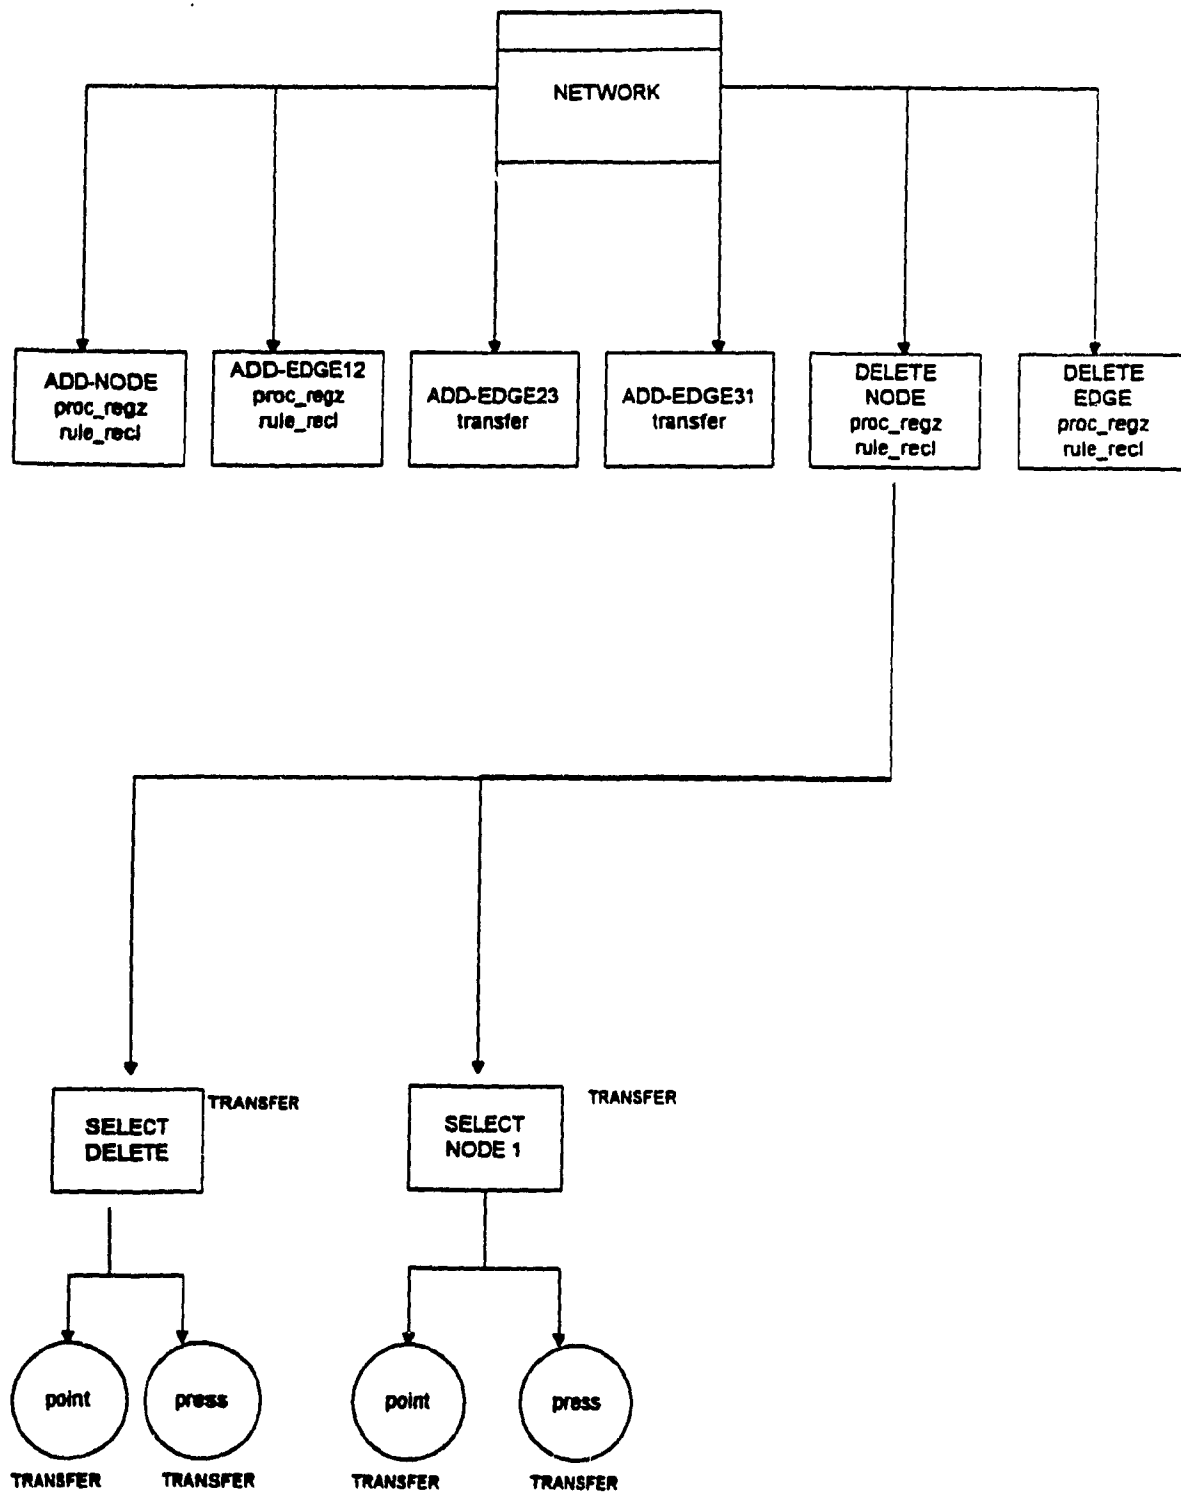 NETWORK
ADD-NODE
proc_regz
rule_recl
ADD-EDGE12
proc_regz
rule_recl
ADD-EDGE23
transfer
ADD-EDGE31
transfer
DELETE
NODE
proc_regz
rule_recl
DELETE
EDGE
proc_regz
rule_recl
SELECT
DELETE
TRANSFER
SELECT
NODE 1
TRANSFER
point
press
point
press
TRANSFER
TRANSFER
TRANSFER
TRANSFER